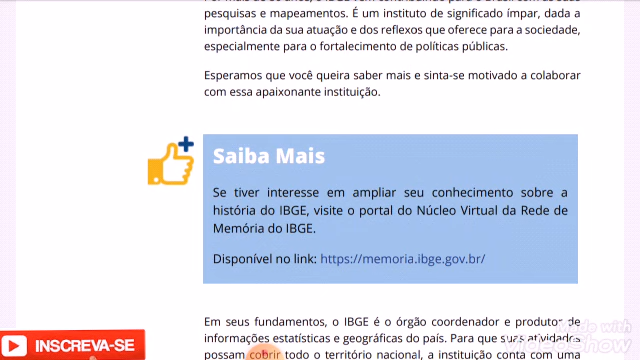 pesquisas e mapeamentos. É um instituto de significado ímpar, dada a
importância da sua atuação e dos reflexos que oferece para a sociedade,
especialmente para o fortalecimento de políticas públicas.
Esperamos que você queira saber mais e sinta-se motivado a colaborar
com essa apaixonante instituição.
Saiba Mais
Se tiver interesse em ampliar seu conhecimento sobre a
história do IBGE, visite o portal do Núcleo Virtual da Rede de
Memória do IBGE.
Disponível no link: https://memoria.ibge.gov.br/
Em seus fundamentos, o IBGE é o órgão coordenador e produtor de
informações estatísticas e geográficas do país. Para que suas atividades
possam cobrir todo o território nacional, a instituição conta com um
INSCREVA-SE
Made with
VideoShow